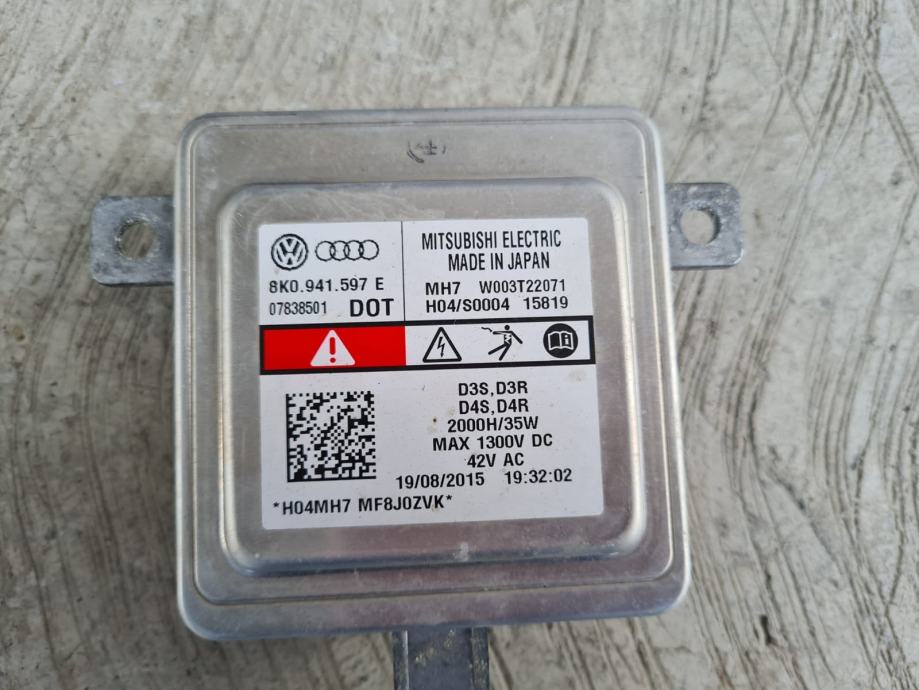 8K0.941.597 E
07838501 DOT
MITSUBISHI ELECTRIC
MADE IN JAPAN
MH7 W003T22071
H04/S0004 15819
D3S,D3R
D4S,D4R
2000H/35W
MAX 1300V DC
42V AC
19/08/2015 19:32:02
*H04MH7 MF8J0ZVK*